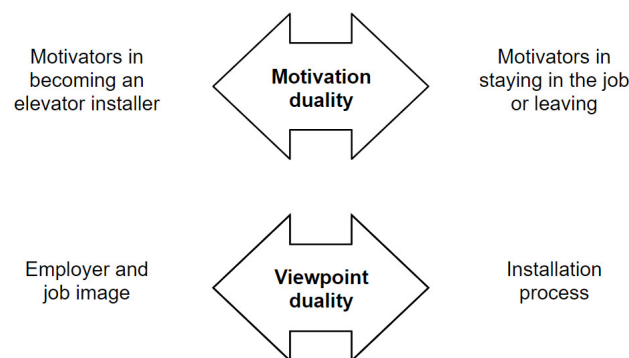 Motivators in
becoming an
elevator installer
Motivation
duality
Motivators in
staying in the job
or leaving
Employer and
job image
Viewpoint
duality
Installation
process